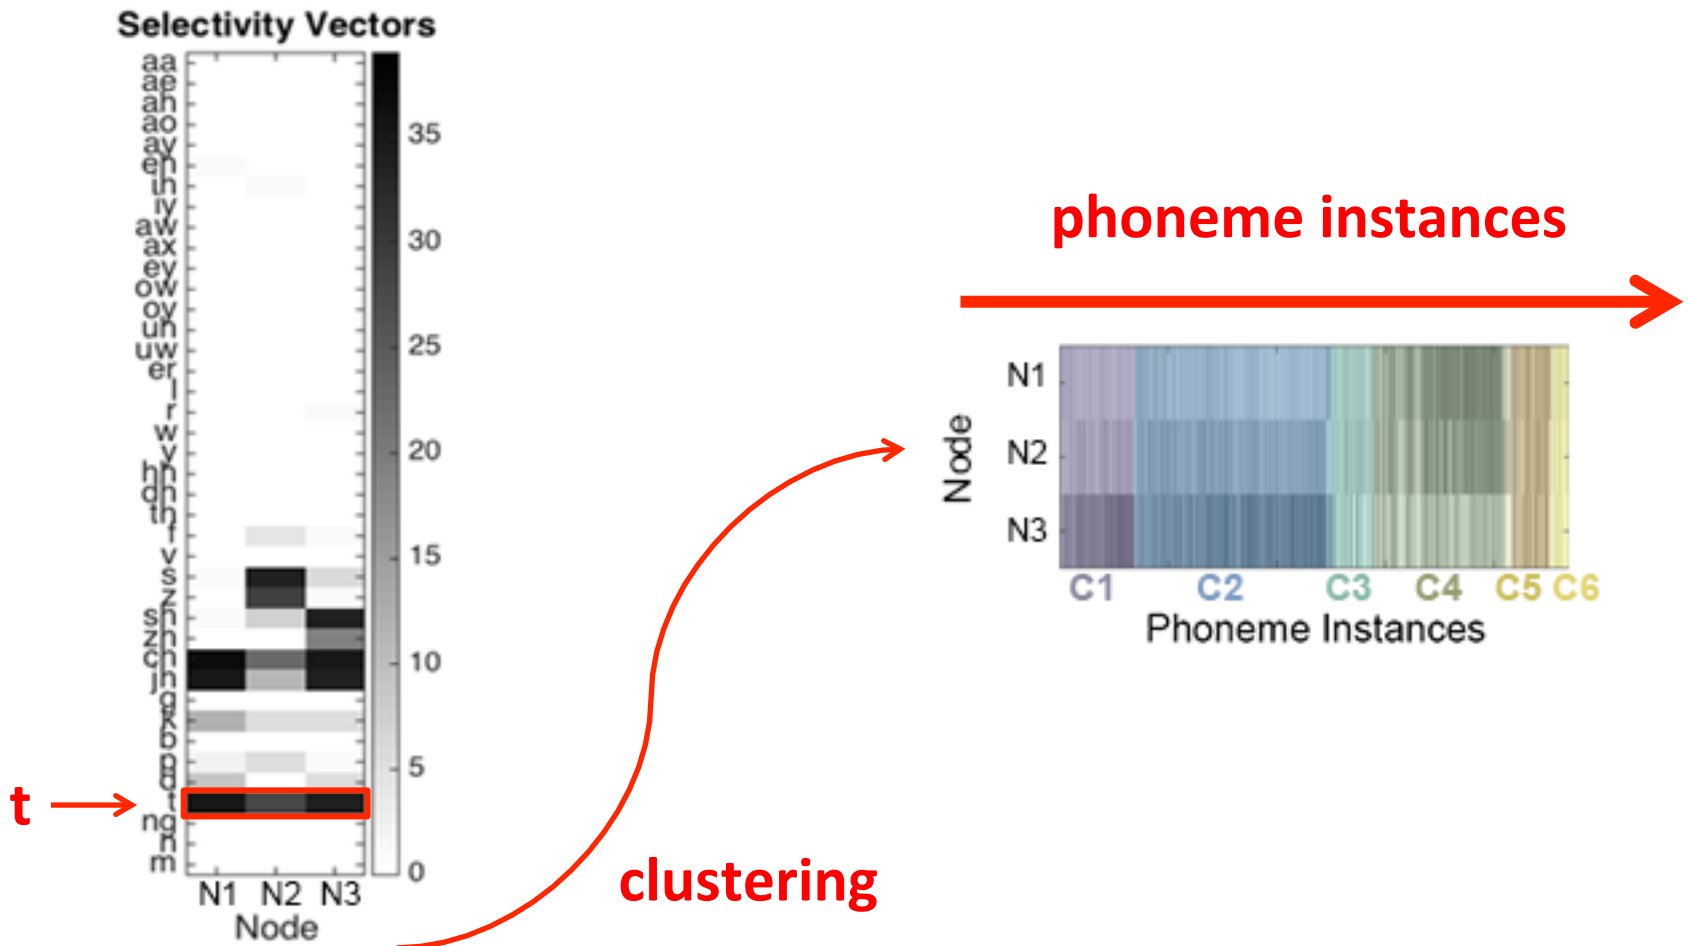 Selectivity Vectors
aa
ae
ah
ao
ay
eh
ih
iy
aw
ax
ey
ow
oy
uh
uw
er
l
r
w
y
hh
dh
th
f
v
s
z
sh
zh
ch
jh
g
k
b
p
d
t
ng
n
m
35
30
25
20
15
10
5
0
N1 N2 N3
Node
t
clustering
phoneme instances
Node
N1
N2
N3
C1 C2 C3 C4 C5 C6
Phoneme Instances